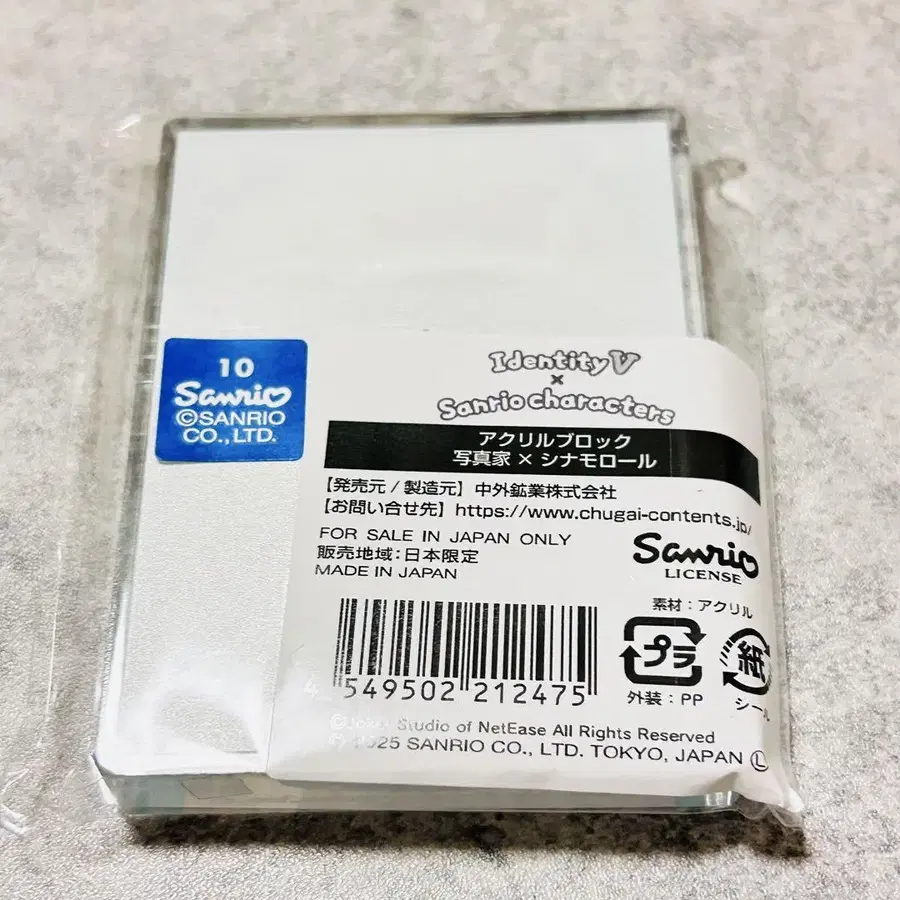 10
Sanrio
©SANRIO
CO., LTD.
Identity V
×
Sanrio characters
アクリルブロック
写真家 × シナモロール
【発売元 / 製造元】 中外鉱業株式会社
【お問い合せ先】 https://www.chugai-contents.jp/
FOR SALE IN JAPAN ONLY
販売地域：日本限定
MADE IN JAPAN
Sanrio
LICENSE
素材：アクリル
プラ
紙
外装：PP
シール
4 549502 212475
Studio of NetEase All Rights Reserved
2025 SANRIO CO., LTD. TOKYO, JAPAN Ⓛ